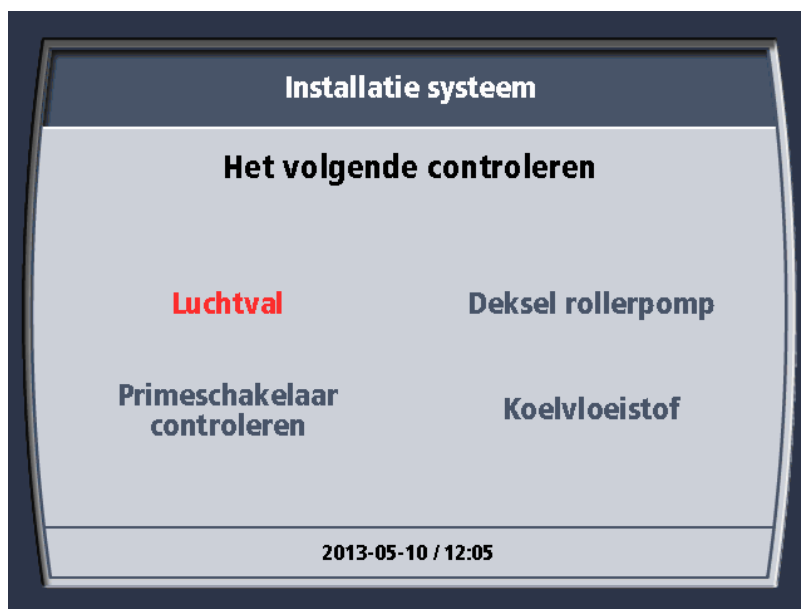 Installatie systeem
Het volgende controleren
Luchtval
Deksel rollerpomp
Primeschakelaar
controleren
Koelvloeistof
2013-05-10 / 12:05